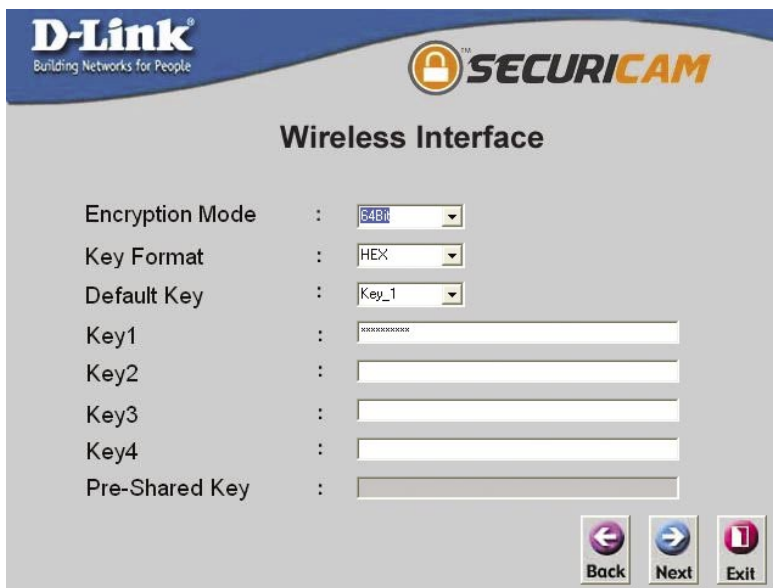 D-Link®
Building Networks for People
™
SECURICAM
Wireless Interface
Encryption Mode : 64Bit
Key Format : HEX
Default Key : Key_1
Key1 : **********
Key2 :
Key3 :
Key4 :
Pre-Shared Key :
Back Next Exit